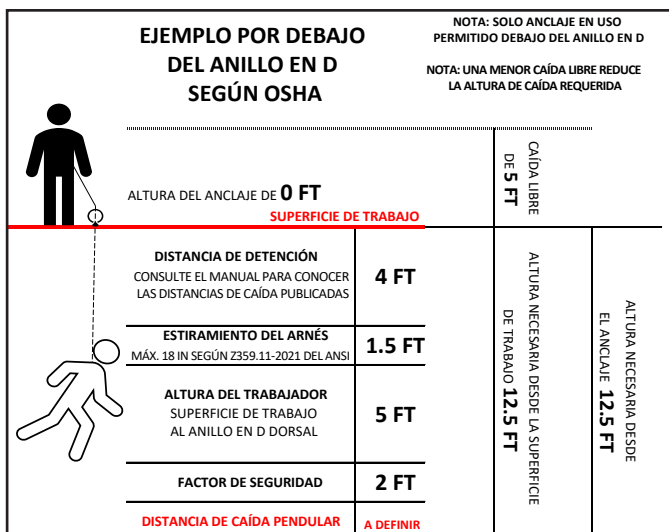 EJEMPLO POR DEBAJO
DEL ANILLO EN D
SEGÚN OSHA
NOTA: SOLO ANCLAJE EN USO
PERMITIDO DEBAJO DEL ANILLO EN D
NOTA: UNA MENOR CAÍDA LIBRE REDUCE
LA ALTURA DE CAÍDA REQUERIDA
ALTURA DEL ANCLAJE DE 0 FT
SUPERFICIE DE TRABAJO
CAÍDA LIBRE
DE 5 FT
DISTANCIA DE DETENCIÓN
CONSULTE EL MANUAL PARA CONOCER
LAS DISTANCIAS DE CAÍDA PUBLICADAS
4 FT
ESTIRAMIENTO DEL ARNÉS
MÁX. 18 IN SEGÚN Z359.11-2021 DEL ANSI
1.5 FT
ALTURA DEL TRABAJADOR
SUPERFICIE DE TRABAJO
AL ANILLO EN D DORSAL
5 FT
FACTOR DE SEGURIDAD
2 FT
DISTANCIA DE CAÍDA PENDULAR
A DEFINIR
ALTURA NECESARIA DESDE LA SUPERFICIE
DE TRABAJO 12.5 FT
ALTURA NECESARIA DESDE
EL ANCLAJE 12.5 FT